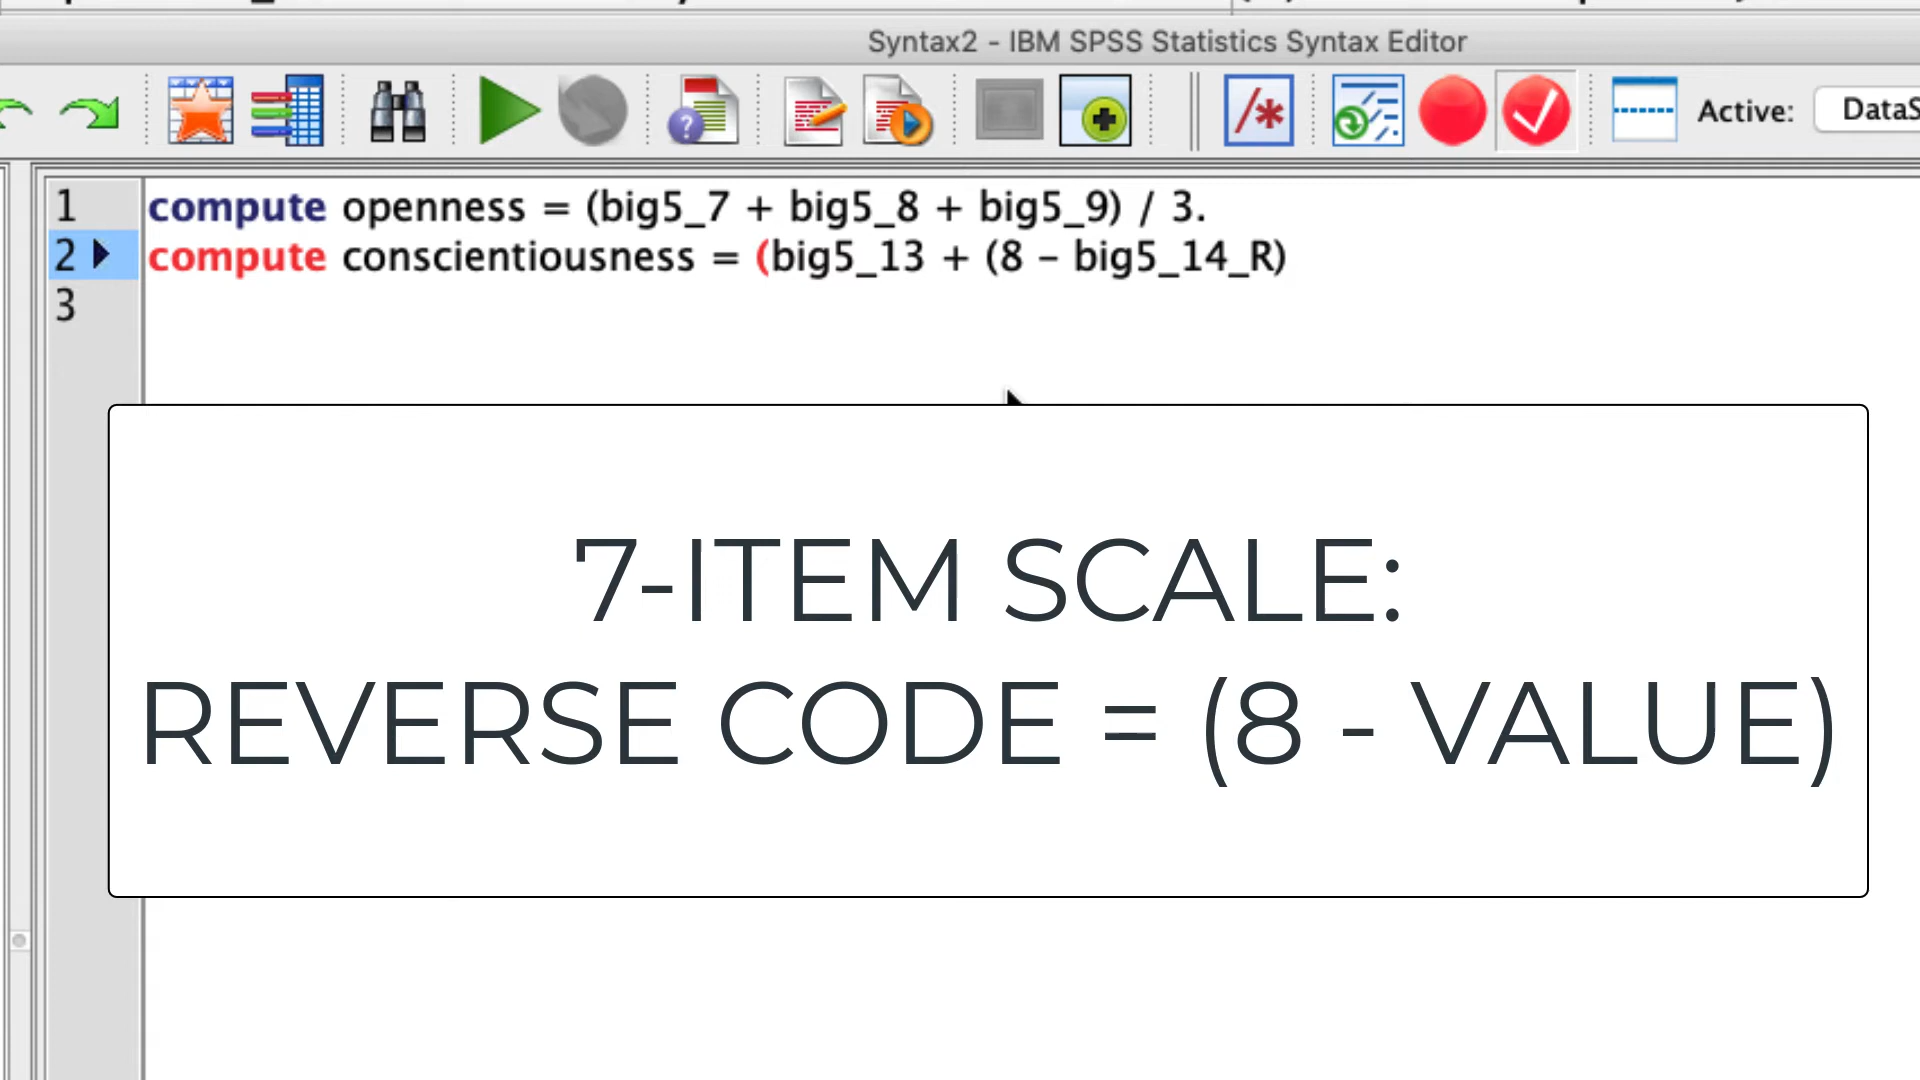 Syntax2 - IBM SPSS Statistics Syntax Editor
Active:
1 compute openness = (big5_7 + big5_8 + big5_9) / 3.
2 compute conscientiousness = (big5_13 + (8 – big5_14_R)
3
7-ITEM SCALE:
REVERSE CODE = (8 - VALUE)